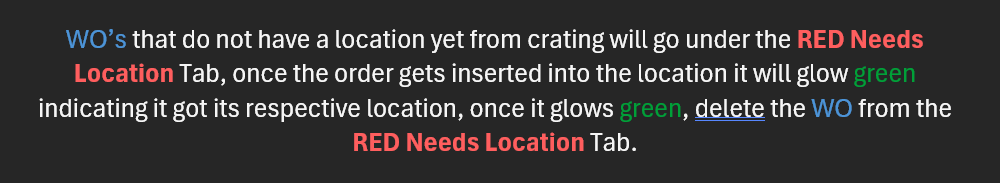 WO’s that do not have a location yet from crating will go under the RED Needs
Location Tab, once the order gets inserted into the location it will glow green
indicating it got its respective location, once it glows green, delete the WO from the
RED Needs Location Tab.